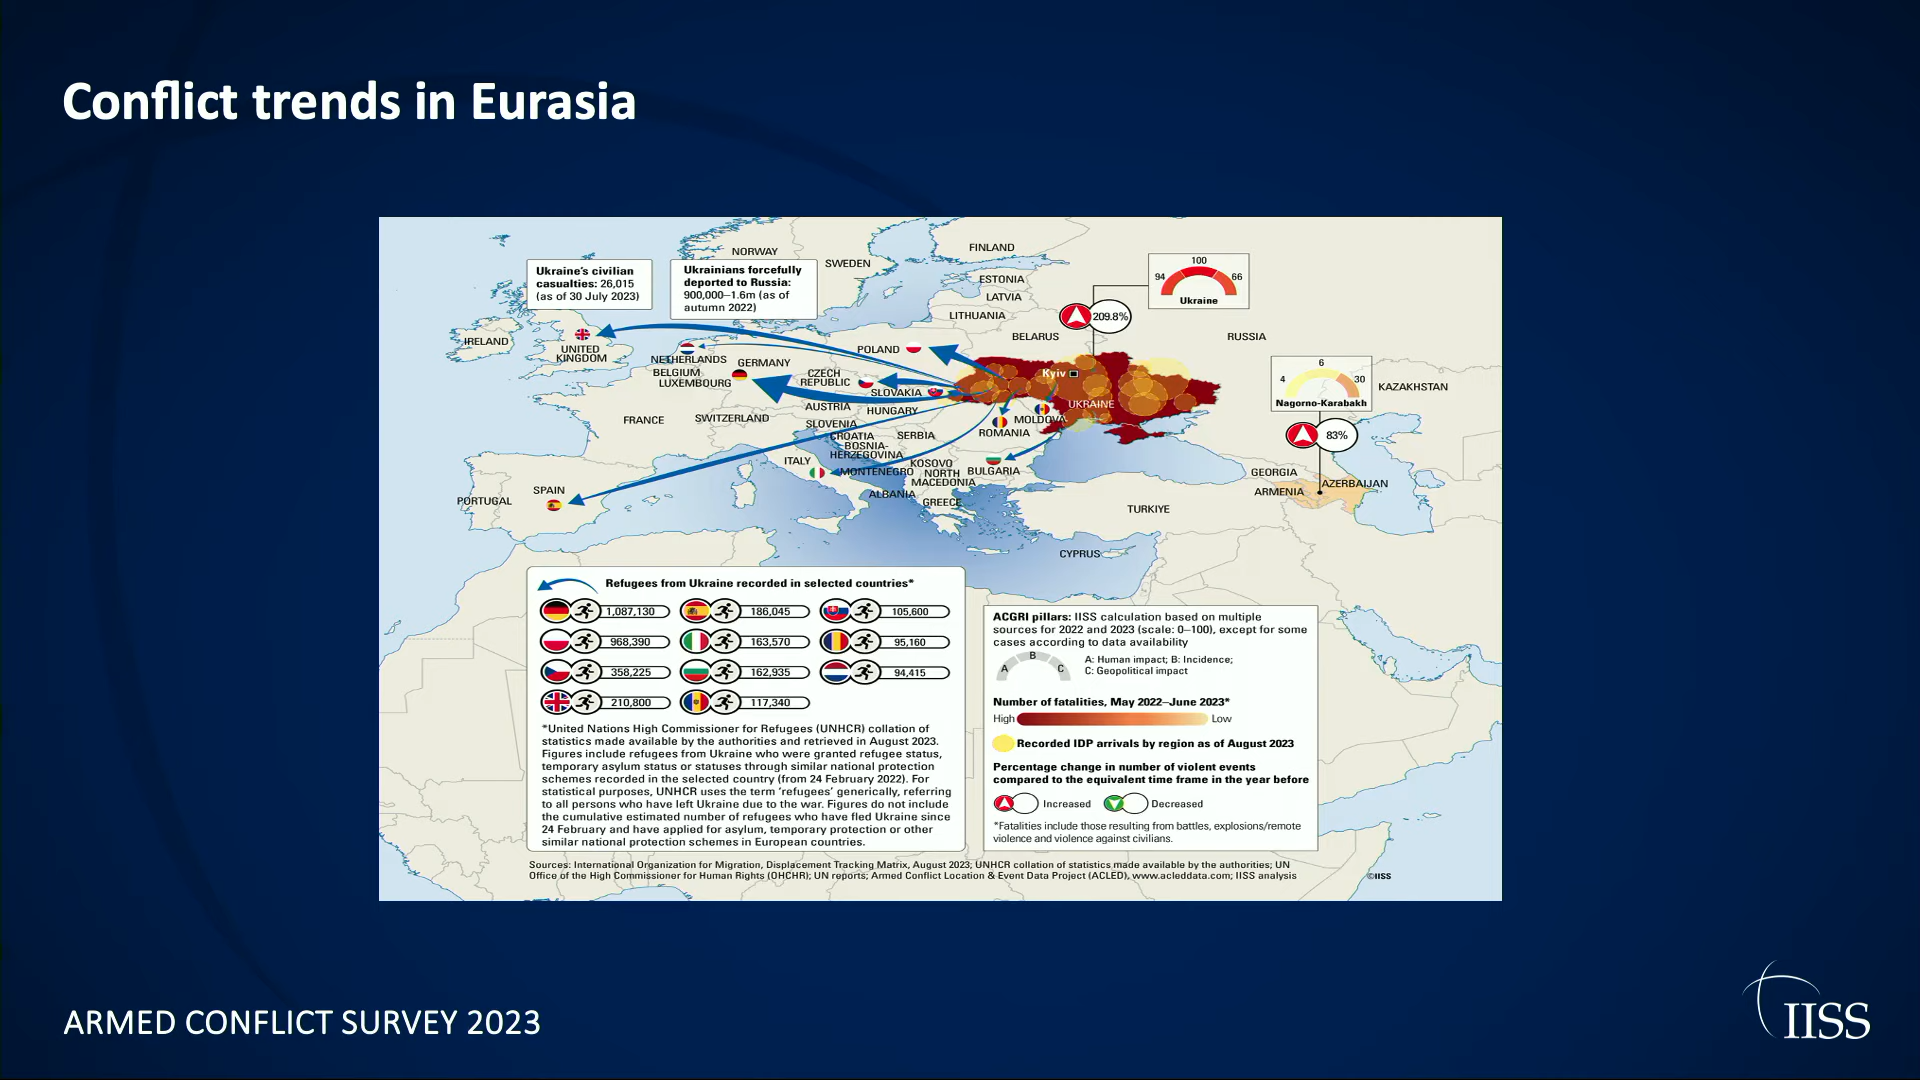 Conflict trends in Eurasia
NORWAY
SWEDEN
FINLAND
ESTONIA
LATVIA
LITHUANIA
BELARUS
RUSSIA
Ukraine's civilian
casualties: 26,015
(as of 30 July 2023)
Ukrainians forcefully
deported to Russia:
900,000–1.6m (as of
autumn 2022)
94
100
66
Ukraine
209.8%
IRELAND
UNITED
KINGDOM
NETHERLANDS
BELGIUM
LUXEMBOURG
GERMANY
POLAND
CZECH
REPUBLIC
SLOVAKIA
Kyiv
UKRAINE
4
6
30
Nagorno-Karabakh
83%
KAZAKHSTAN
FRANCE
SWITZERLAND
AUSTRIA
HUNGARY
SLOVENIA
CROATIA
BOSNIA-
HERZEGOVINA
SERBIA
MOLDOVA
ROMANIA
ITALY
MONTENEGRO
KOSOVO
NORTH
MACEDONIA
BULGARIA
ALBANIA
GREECE
PORTUGAL
SPAIN
GEORGIA
ARMENIA
AZERBAIJAN
TURKIYE
CYPRUS
Refugees from Ukraine recorded in selected countries*
1,087,130
186,045
105,600
968,390
163,570
95,160
358,225
162,935
94,415
210,800
117,340
*United Nations High Commissioner for Refugees (UNHCR) collation of
statistics made available by the authorities and retrieved in August 2023.
Figures include refugees from Ukraine who were granted refugee status,
temporary asylum status or statuses through similar national protection
schemes recorded in the selected country (from 24 February 2022). For
statistical purposes, UNHCR uses the term 'refugees' generically, referring
to all persons who have left Ukraine due to the war. Figures do not include
the cumulative estimated number of refugees who have fled Ukraine since
24 February and have applied for asylum, temporary protection or other
similar national protection schemes in European countries.
ACGRI pillars: IISS calculation based on multiple
sources for 2022 and 2023 (scale: 0–100), except for some
cases according to data availability
A
B
C
A: Human impact; B: Incidence;
C: Geopolitical impact
Number of fatalities, May 2022–June 2023*
High
Low
Recorded IDP arrivals by region as of August 2023
Percentage change in number of violent events
compared to the equivalent time frame in the year before
Increased
Decreased
*Fatalities include those resulting from battles, explosions/remote
violence and violence against civilians.
Sources: International Organization for Migration, Displacement Tracking Matrix, August 2023; UNHCR collation of statistics made available by the authorities; UN
Office of the High Commissioner for Human Rights (OHCHR); UN reports; Armed Conflict Location & Event Data Project (ACLED), www.acleddata.com; IISS analysis
©IISS
ARMED CONFLICT SURVEY 2023
IISS